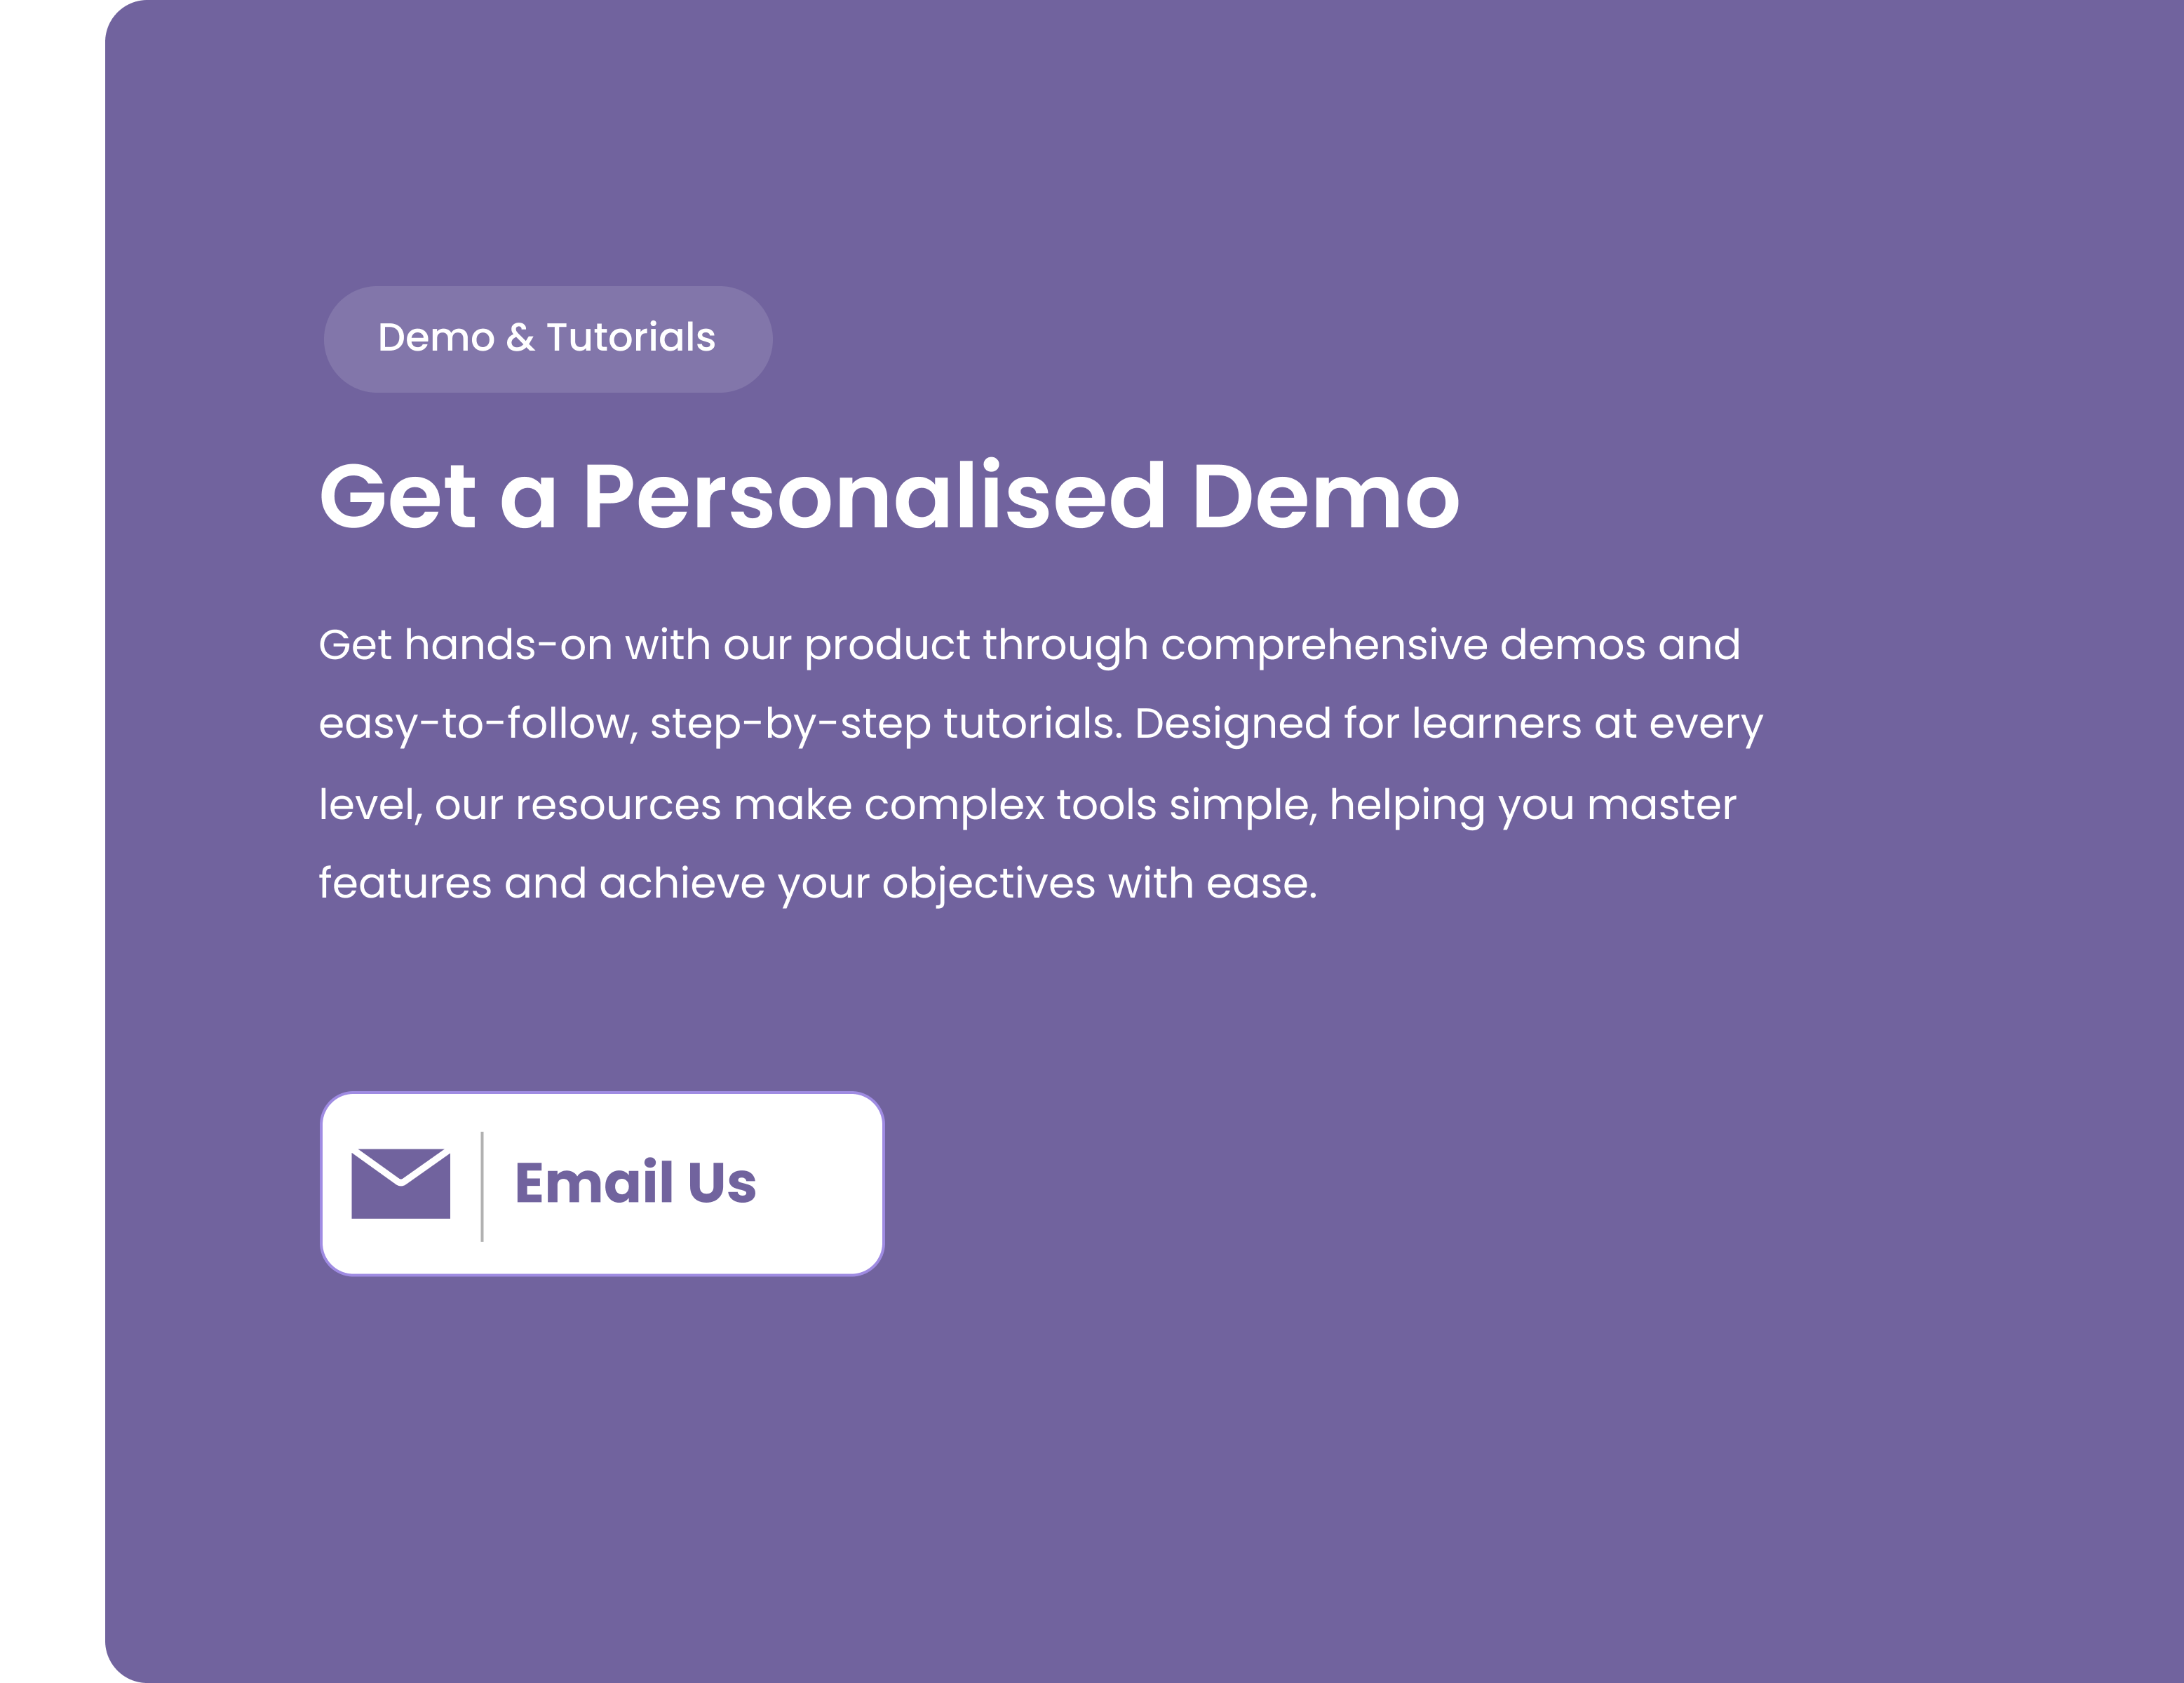 Demo & Tutorials
Get a Personalised Demo
Get hands-on with our product through comprehensive demos and
easy-to-follow, step-by-step tutorials. Designed for learners at every
level, our resources make complex tools simple, helping you master
features and achieve your objectives with ease.
Email Us